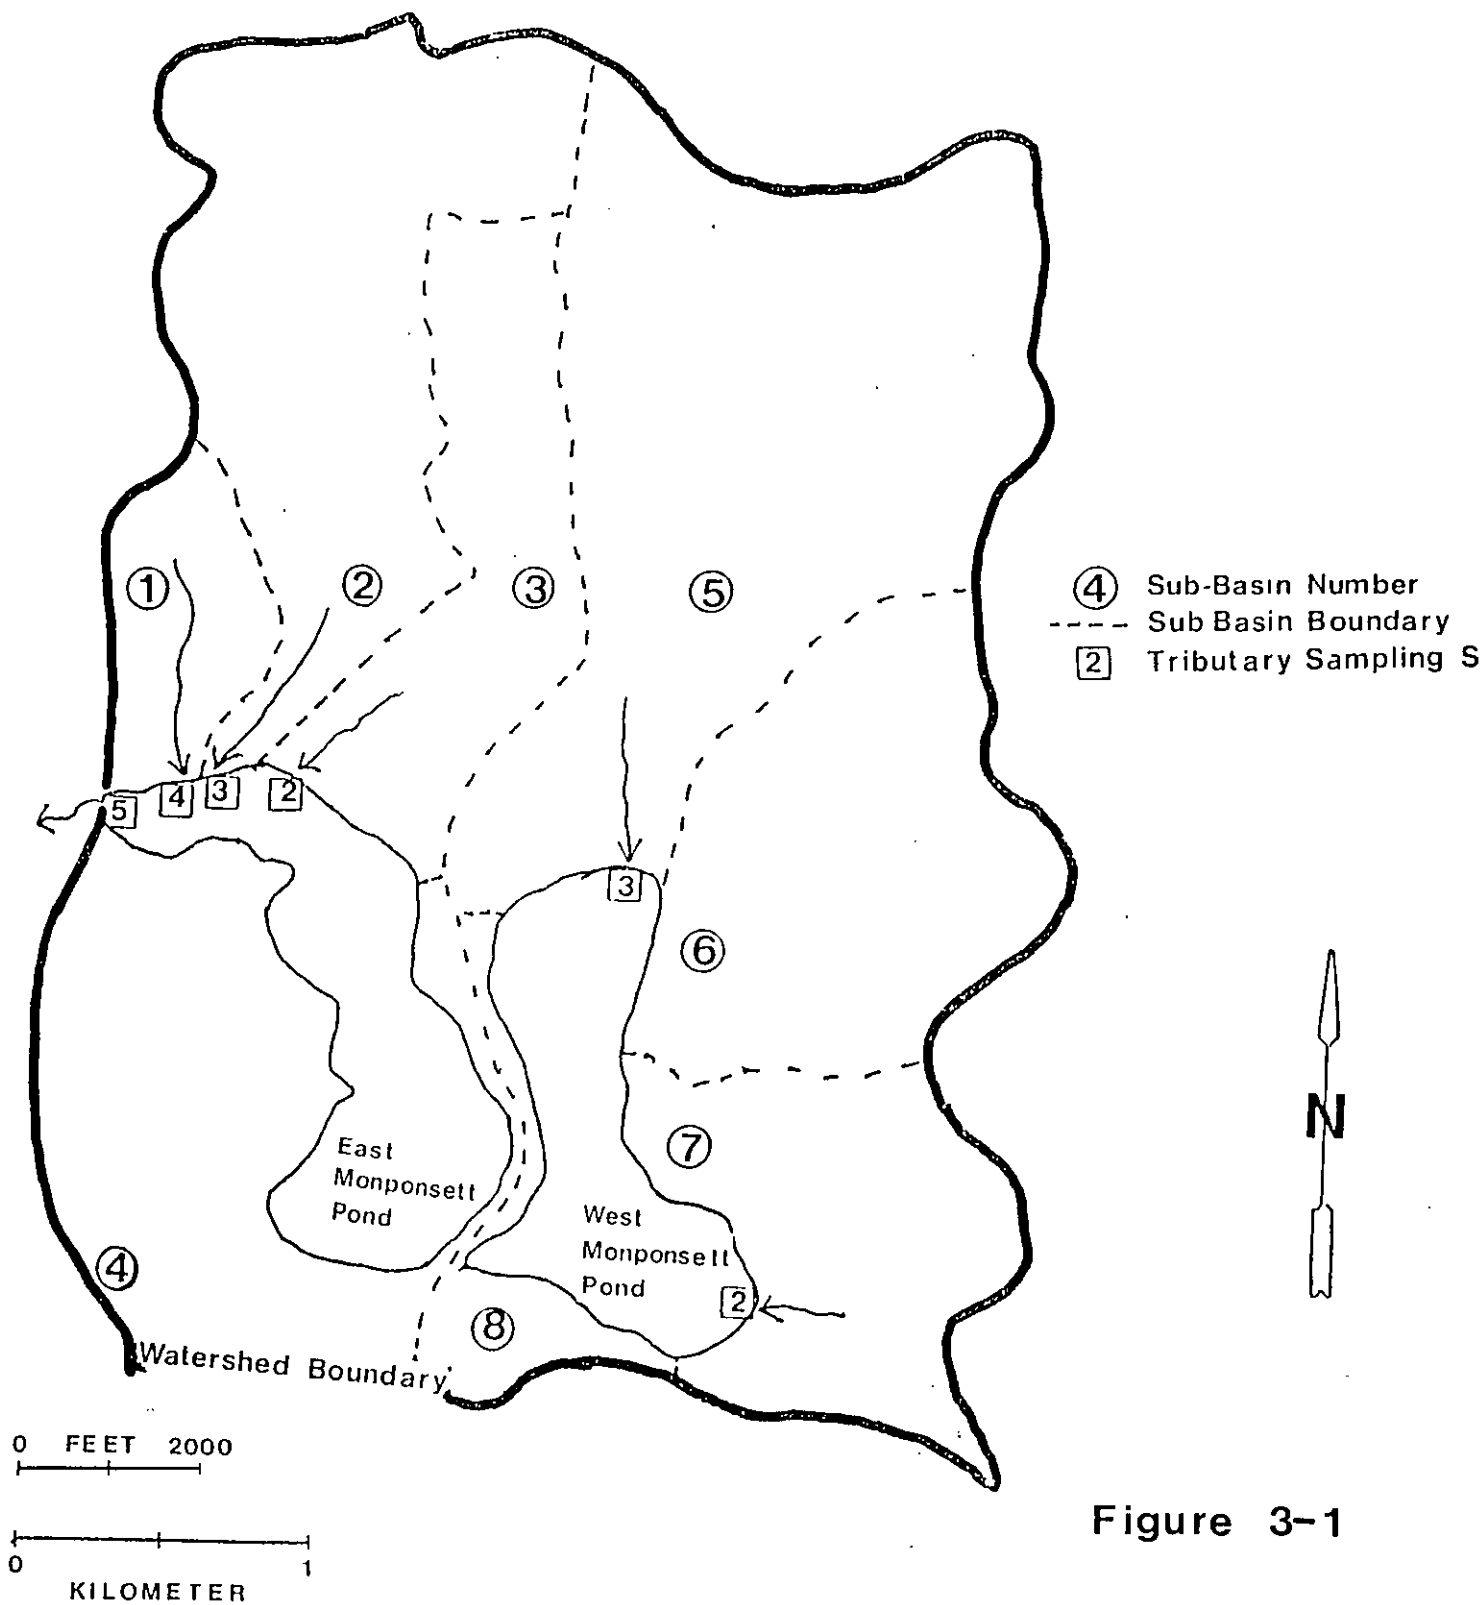 1
2
3
5
4 Sub-Basin Number
---- Sub Basin Boundary
2 Tributary Sampling S
5
4
3
2
3
6
N
7
East
Monponsett
Pond
West
Monponsett
Pond
2
4
8
Watershed Boundary
0 FEET 2000
0 1
KILOMETER
Figure 3-1